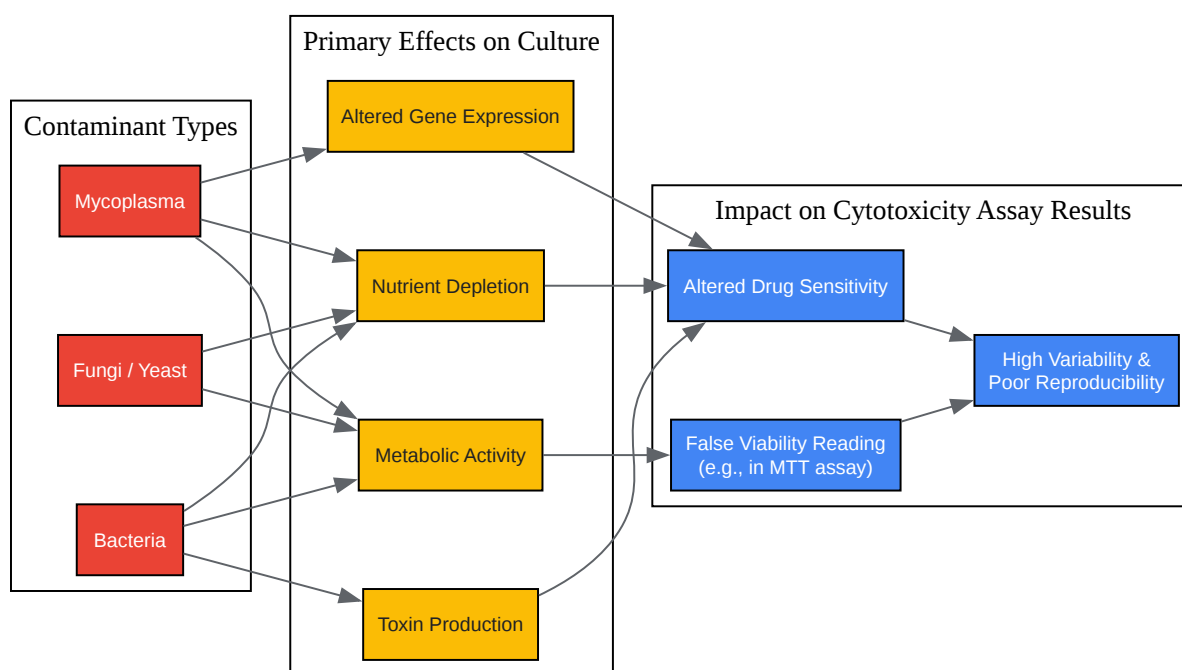 Contaminant Types
Mycoplasma
Fungi / Yeast
Bacteria
Primary Effects on Culture
Altered Gene Expression
Nutrient Depletion
Metabolic Activity
Toxin Production
Impact on Cytotoxicity Assay Results
Altered Drug Sensitivity
False Viability Reading
(e.g., in MTT assay)
High Variability &
Poor Reproducibility